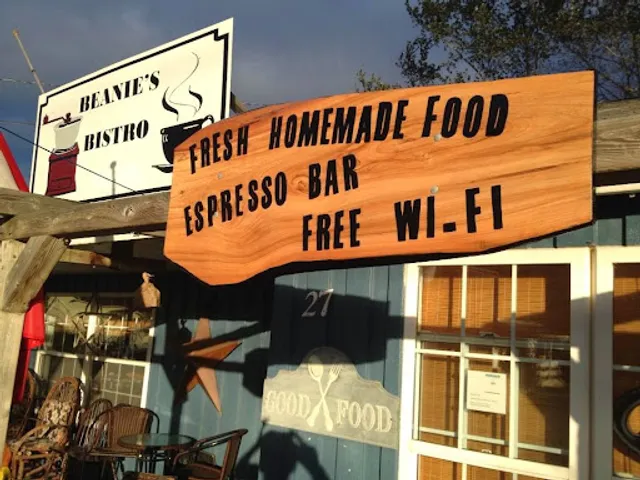 BEANIE'S
BISTRO
FRESH HOMEMADE FOOD
ESPRESSO BAR
FREE WI-FI
27
GOOD FOOD